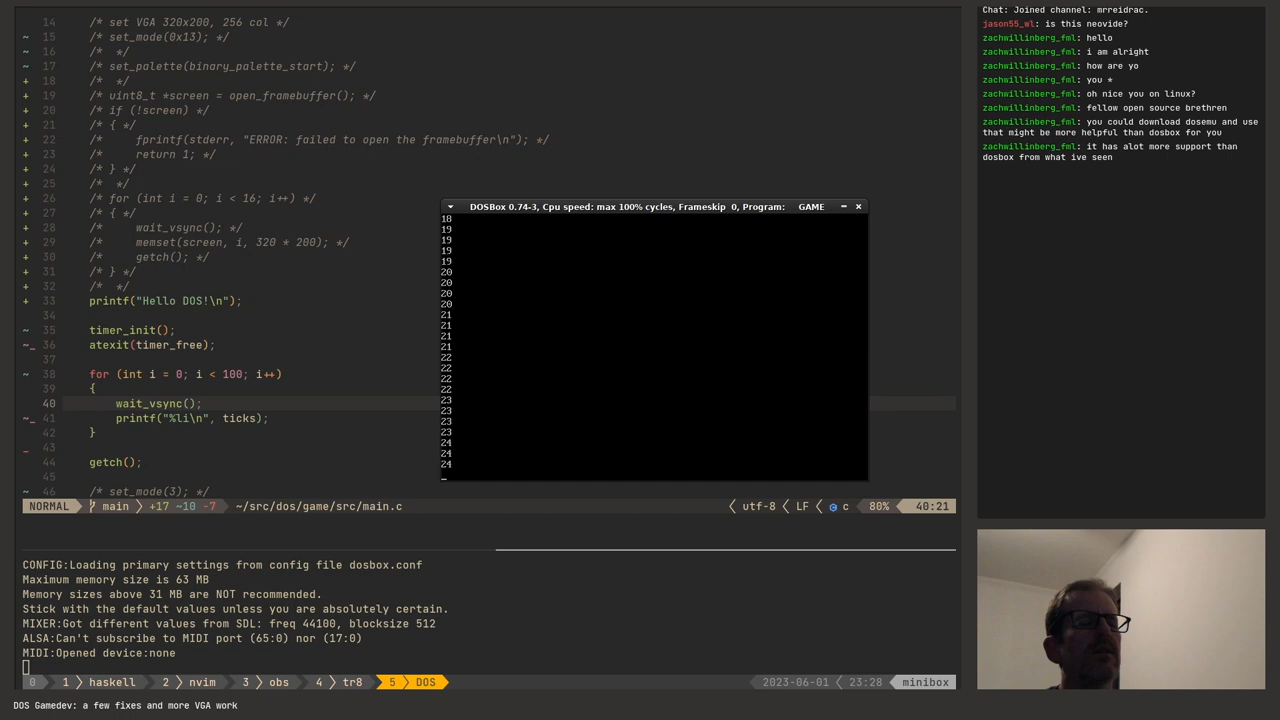 14 /* set VGA 320x200, 256 col */
~ 15 /* set_mode(0x13); */
~ 16 /*  */
~ 17 /* set_palette(binary_palette_start); */
+ 18 /*  */
+ 19 /* uint8_t *screen = open_framebuffer(); */
+ 20 /* if (!screen) */
+ 21 /* { */
+ 22 /*     fprintf(stderr, "ERROR: failed to open the framebuffer\n"); */
+ 23 /*     return 1; */
+ 24 /* } */
+ 25 /*  */
+ 26 /* for (int i = 0; i < 16; i++) */
+ 27 /* { */
+ 28 /*     wait_vsync(); */
+ 29 /*     memset(screen, i, 320 * 200); */
+ 30 /*     getch(); */
+ 31 /* } */
+ 32 /*  */
+ 33 printf("Hello DOS!\n");
34
~ 35 timer_init();
~_ 36 atexit(timer_free);
37
~ 38 for (int i = 0; i < 100; i++)
39 {
40 wait_vsync();
~_ 41 printf("%li\n", ticks);
42 }
_ 43
44 getch();
45
~ 46 /* set_mode(3); */
NORMAL main +17 ~10 -7 ~/src/dos/game/src/main.c utf-8 LF c 80% 40:21
DOSBox 0.74-3, Cpu speed: max 100% cycles, Frameskip 0, Program: GAME
18
19
19
19
19
20
20
20
20
21
21
21
21
22
22
22
22
23
23
23
23
24
24
24
CONFIG:Loading primary settings from config file dosbox.conf
Maximum memory size is 63 MB
Memory sizes above 31 MB are NOT recommended.
Stick with the default values unless you are absolutely certain.
MIXER:Got different values from SDL: freq 44100, blocksize 512
ALSA:Can't subscribe to MIDI port (65:0) nor (17:0)
MIDI:Opened device:none
0 1 haskell 2 nvim 3 obs 4 tr8 5 DOS 2023-06-01 23:28 minibox
DOS Gamedev: a few fixes and more VGA work
Chat: Joined channel: mrreidrac.
jason55_wl: is this neovide?
zachwillinberg_fml: hello
zachwillinberg_fml: i am alright
zachwillinberg_fml: how are yo
zachwillinberg_fml: you *
zachwillinberg_fml: oh nice you on linux?
zachwillinberg_fml: fellow open source brethren
zachwillinberg_fml: you could download dosemu and use
that might be more helpful than dosbox for you
zachwillinberg_fml: it has alot more support than
dosbox from what ive seen